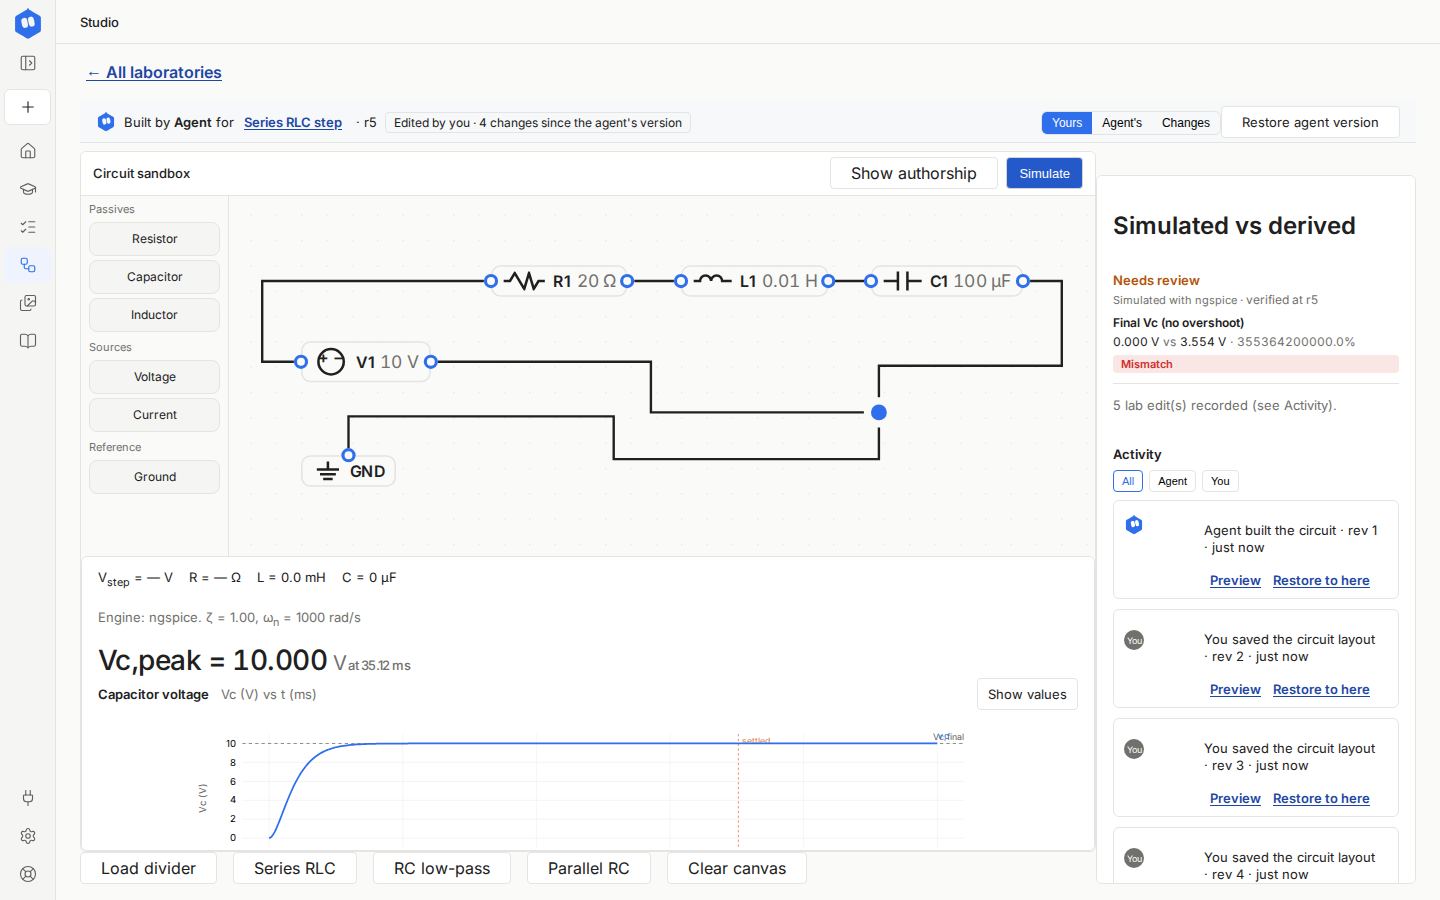 Studio
← All laboratories
Built by Agent for Series RLC step · r5 Edited by you · 4 changes since the agent's version
Yours Agent's Changes Restore agent version
Circuit sandbox
Show authorship Simulate
Passives
Resistor
Capacitor
Inductor
Sources
Voltage
Current
Reference
Ground
R1 20 Ω
L1 0.01 H
C1 100 µF
V1 10 V
GND
Vstep = — V R = — Ω L = 0.0 mH C = 0 µF
Engine: ngspice. ζ = 1.00, ωn = 1000 rad/s
Vc,peak = 10.000 V at 35.12 ms
Capacitor voltage Vc (V) vs t (ms)
Show values
settled
10
8
6
4
2
0
Vc (V)
Load divider Series RLC RC low-pass Parallel RC Clear canvas
Simulated vs derived
Needs review
Simulated with ngspice · verified at r5
Final Vc (no overshoot)
0.000 V vs 3.554 V · 355364200000.0%
Mismatch
5 lab edit(s) recorded (see Activity).
Activity
All Agent You
Agent built the circuit · rev 1
· just now
Preview Restore to here
You
You saved the circuit layout
· rev 2 · just now
Preview Restore to here
You
You saved the circuit layout
· rev 3 · just now
Preview Restore to here
You
You saved the circuit layout
· rev 4 · just now